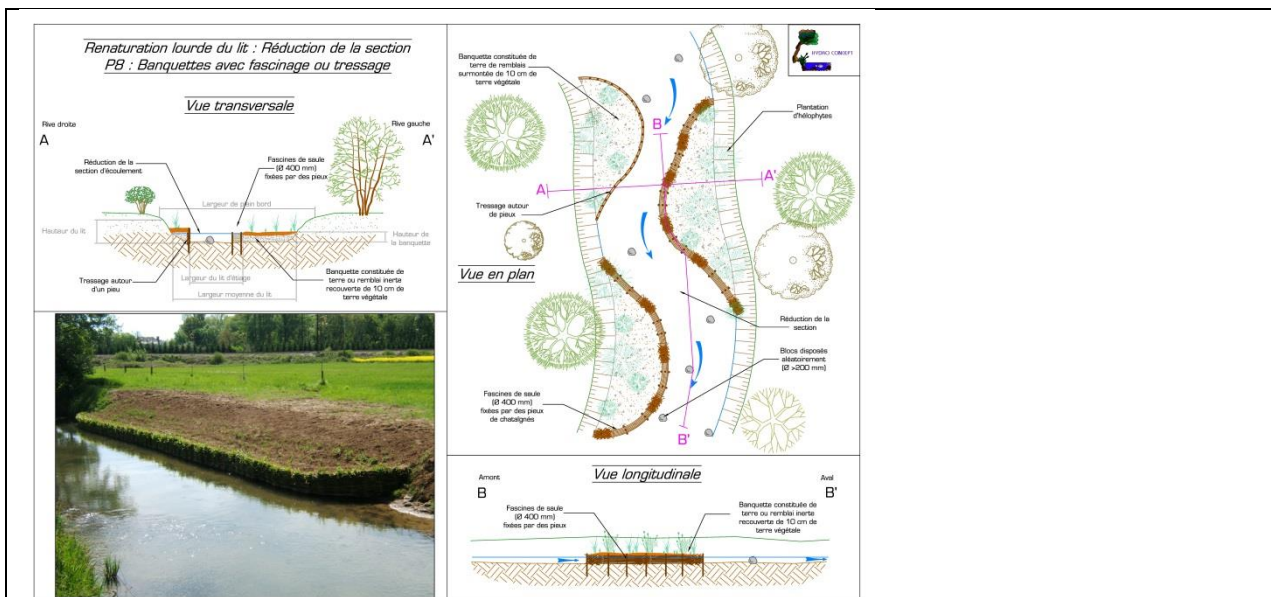 Renaturation lourde du lit : Réduction de la section
P8 : Banquettes avec fascinage ou tressage
Vue transversale
Rive droite
A
Rive gauche
A'
Réduction de la
section d'écoulement
Fascines de saule
(Ø 400 mm)
fixées par des pieux
Largeur de plein bord
Hauteur du lit
Hauteur de
la banquette
Tressage autour
d'un pieu
Largeur du lit d'étiage
Largeur moyenne du lit
Banquette constituée de
terre ou remblai inerte
recouverte de 10 cm de
terre végétale
Banquette constituée de
terre de remblais
surmontée de 10 cm de
terre végétale
HYDRO CONCEPT
Plantation
d'hélophytes
B
A
A'
Tressage autour
de pieux
Vue en plan
Réduction de la
section
Blocs disposés
aléatoirement
(Ø >200 mm)
Fascines de saule
(Ø 400 mm)
fixées par des pieux
de chataîgnés
B'
Vue longitudinale
Amont
B
Aval
B'
Fascines de saule
(Ø 400 mm)
fixées par des pieux
Banquette constituée de
terre ou remblai inerte
recouverte de 10 cm de
terre végétale